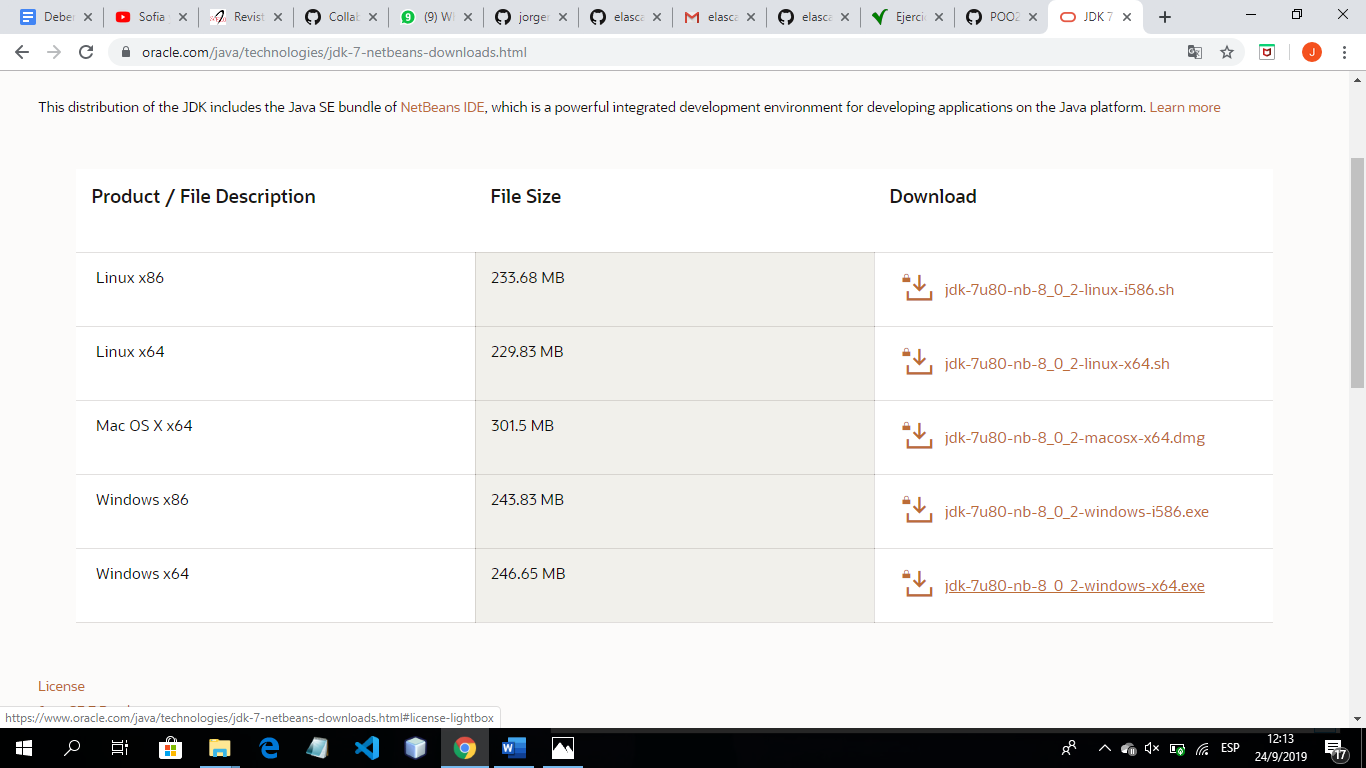 Deber
Sofia
Revist
Collab
(9) W
jorger
elasca
elasca
elasca
Ejerci
POO2
JDK 7
oracle.com/java/technologies/jdk-7-netbeans-downloads.html
J
This distribution of the JDK includes the Java SE bundle of NetBeans IDE, which is a powerful integrated development environment for developing applications on the Java platform. Learn more
Product / File Description File Size Download
Linux x86 233.68 MB jdk-7u80-nb-8_0_2-linux-i586.sh
Linux x64 229.83 MB jdk-7u80-nb-8_0_2-linux-x64.sh
Mac OS X x64 301.5 MB jdk-7u80-nb-8_0_2-macosx-x64.dmg
Windows x86 243.83 MB jdk-7u80-nb-8_0_2-windows-i586.exe
Windows x64 246.65 MB jdk-7u80-nb-8_0_2-windows-x64.exe
License
https://www.oracle.com/java/technologies/jdk-7-netbeans-downloads.html#license-lightbox
ESP
12:13
24/9/2019
17